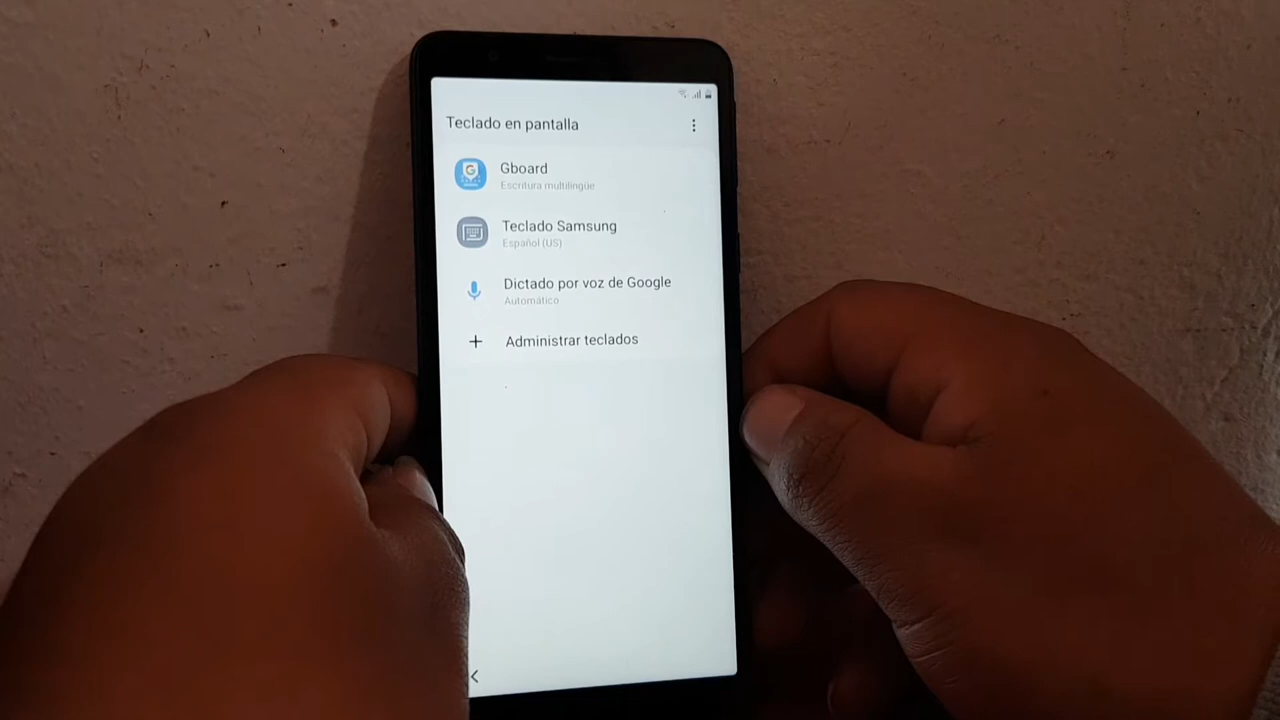 Teclado en pantalla
Gboard
Escritura multilingüe
Teclado Samsung
Español (US)
Dictado por voz de Google
Automático
Administrar teclados